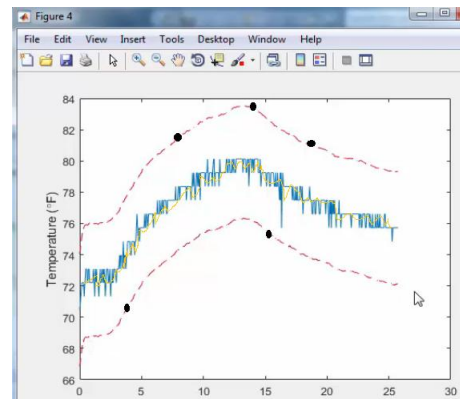 Figure 4
File Edit View Insert Tools Desktop Window Help
84
82
80
78
76
74
72
70
68
66
Temperature (°F)
0 5 10 15 20 25 30